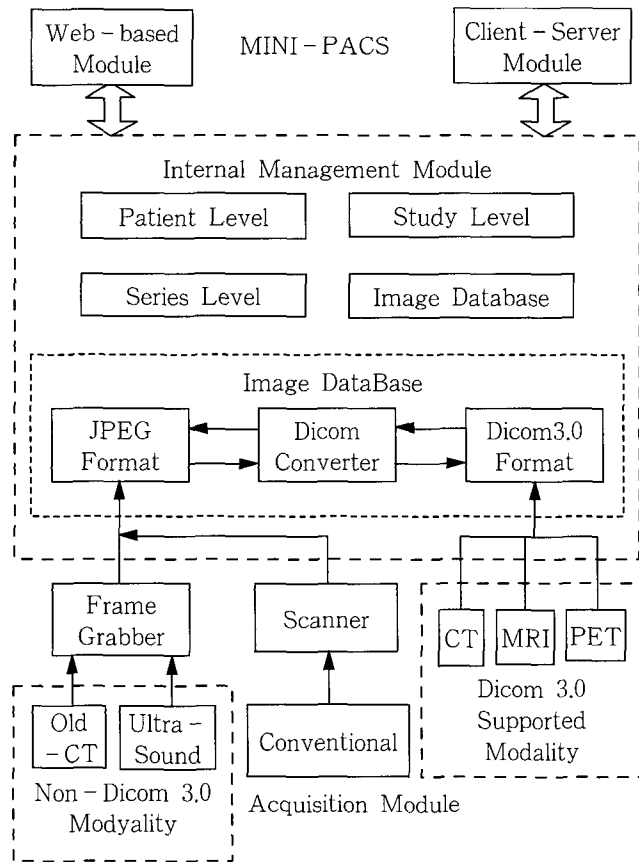 Web-based
Module
MINI-PACS
Client-Server
Module
Internal Management Module
Patient Level
Study Level
Series Level
Image Database
Image DataBase
JPEG
Format
Dicom
Converter
Dicom3.0
Format
Frame
Grabber
Scanner
CT
MRI
PET
Dicom 3.0
Supported
Modality
Old
-CT
Ultra-
Sound
Conventional
Non-Dicom 3.0
Modyality
Acquisition Module